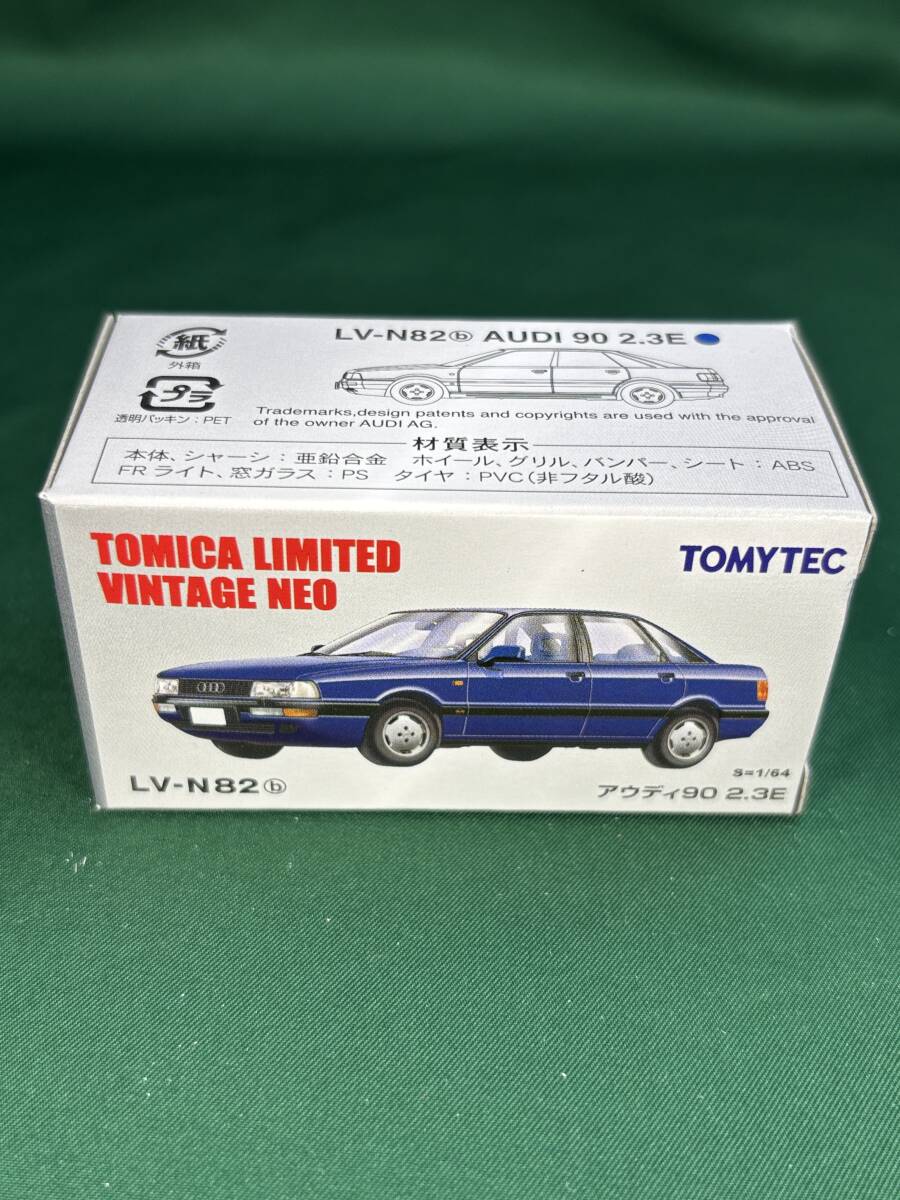 紙
外箱
LV-N82ⓑ AUDI 90 2.3E
プラ
透明パッキン：PET
Trademarks,design patents and copyrights are used with the approval
of the owner AUDI AG.
材質表示
本体、シャーシ：亜鉛合金 ホイール、グリル、バンパー、シート：ABS
FRライト、窓ガラス：PS タイヤ：PVC（非フタル酸）
TOMICA LIMITED
VINTAGE NEO
TOMYTEC
S=1/64
LV-N82ⓑ
アウディ90 2.3E